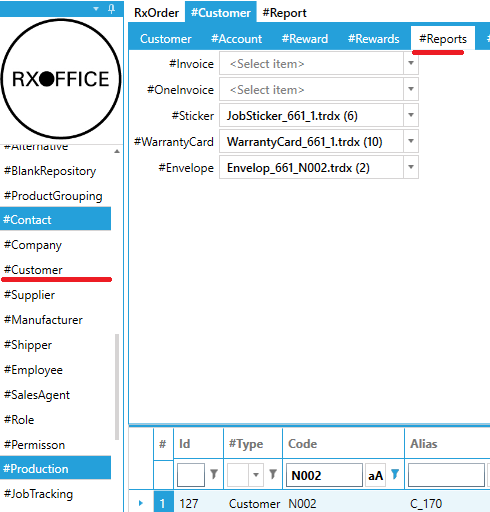 RXOFFICE
#Alternative
#BlankRepository
#ProductGrouping
#Contact
#Company
#Customer
#Supplier
#Manufacturer
#Shipper
#Employee
#SalesAgent
#Role
#Permisson
#Production
#JobTracking
RxOrder #Customer #Report
Customer #Account #Reward #Rewards #Reports #
#Invoice <Select item>
#OneInvoice <Select item>
#Sticker JobSticker_661_1.trdx (6)
#WarrantyCard WarrantyCard_661_1.trdx (10)
#Envelope Envelop_661_N002.trdx (2)
# Id #Type Code Alias
N002 aA
1 127 Customer N002 C_170